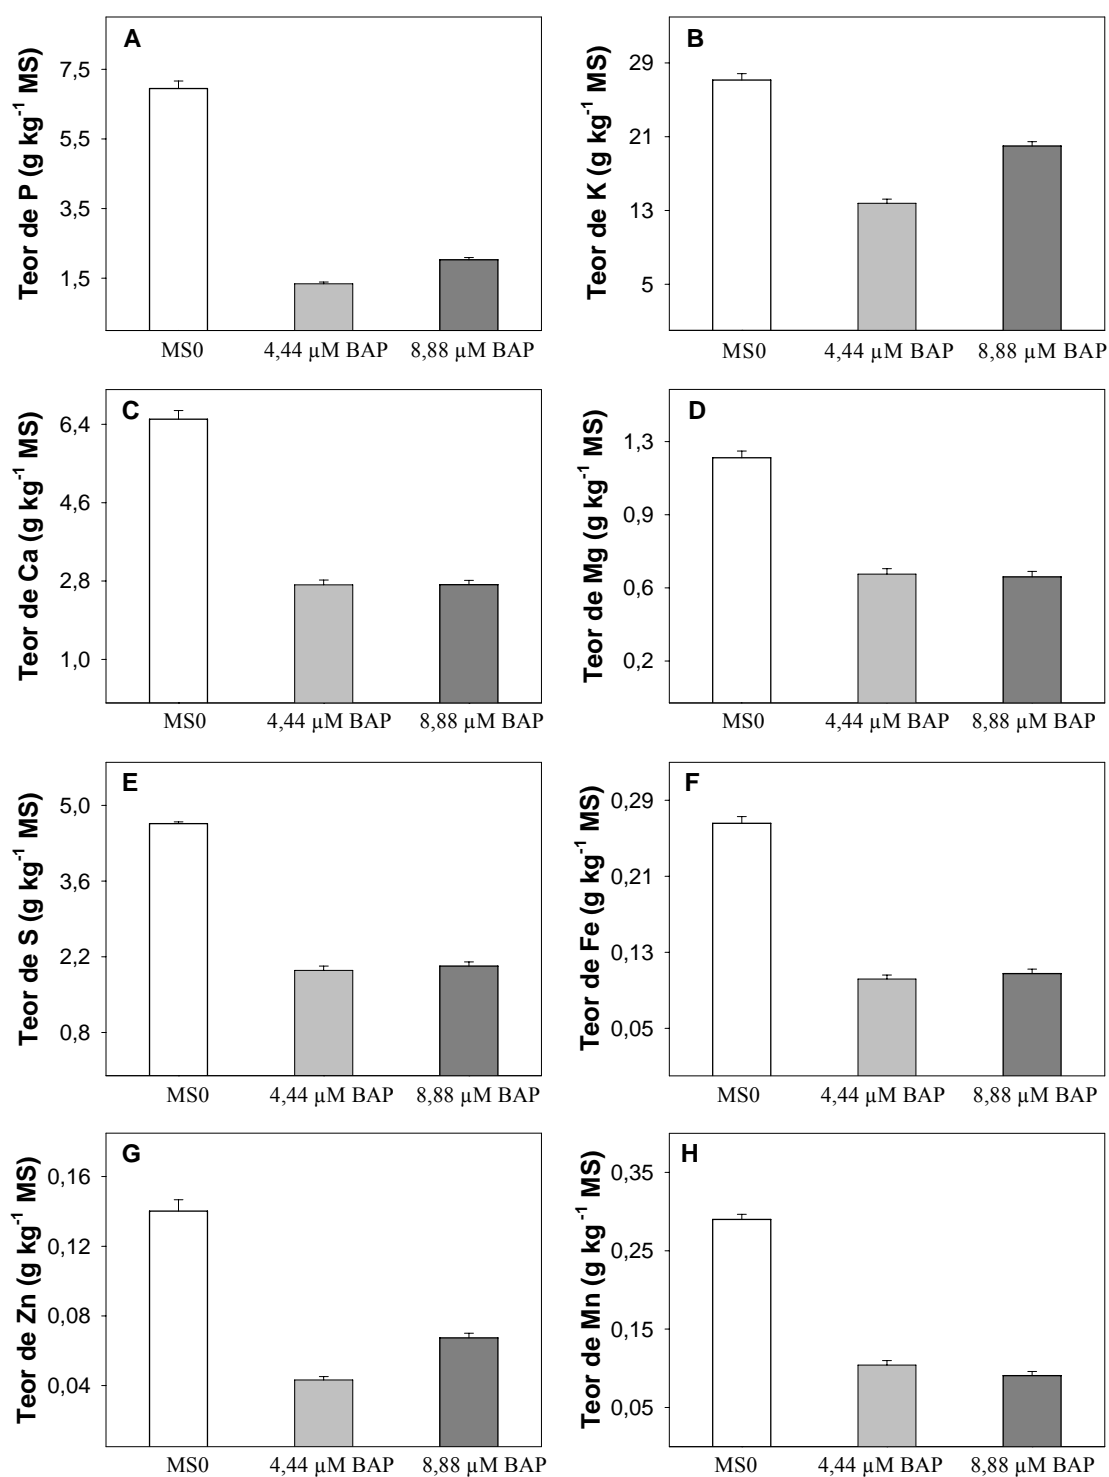 A
Teor de P (g kg⁻¹ MS)
7,5
5,5
3,5
1,5
MS0 4,44 µM BAP 8,88 µM BAP
B
Teor de K (g kg⁻¹ MS)
29
21
13
5
MS0 4,44 µM BAP 8,88 µM BAP
C
Teor de Ca (g kg⁻¹ MS)
6,4
4,6
2,8
1,0
MS0 4,44 µM BAP 8,88 µM BAP
D
Teor de Mg (g kg⁻¹ MS)
1,3
0,9
0,6
0,2
MS0 4,44 µM BAP 8,88 µM BAP
E
Teor de S (g kg⁻¹ MS)
5,0
3,6
2,2
0,8
MS0 4,44 µM BAP 8,88 µM BAP
F
Teor de Fe (g kg⁻¹ MS)
0,29
0,21
0,13
0,05
MS0 4,44 µM BAP 8,88 µM BAP
G
Teor de Zn (g kg⁻¹ MS)
0,16
0,12
0,08
0,04
MS0 4,44 µM BAP 8,88 µM BAP
H
Teor de Mn (g kg⁻¹ MS)
0,35
0,25
0,15
0,05
MS0 4,44 µM BAP 8,88 µM BAP